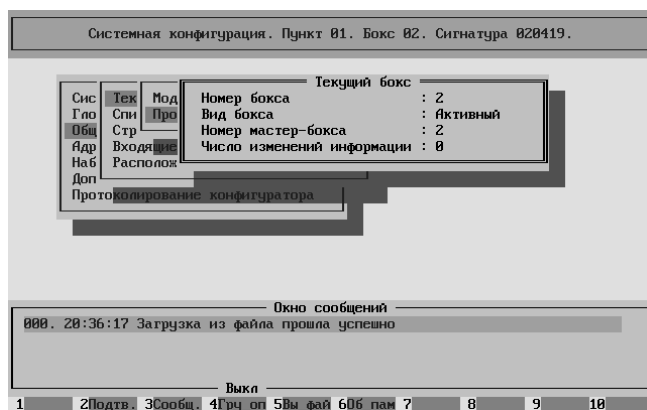 Системная конфигурация. Пункт 01. Бокс 02. Сигнатура 020419.
Текущий бокс
Сис Тек Мод Номер бокса : 2
Гло Спи Про Вид бокса : Активный
Общ Стр Номер мастер-бокса : 2
Адр Входящие Число изменений информации : 0
Наб Располож
Доп
Протоколирование конфигуратора
Окно сообщений
000. 20:36:17 Загрузка из файла прошла успешно
Выкл
1 2Подтв. 3Сообщ. 4Гру оп 5Вы фай 6Об пам 7 8 9 10